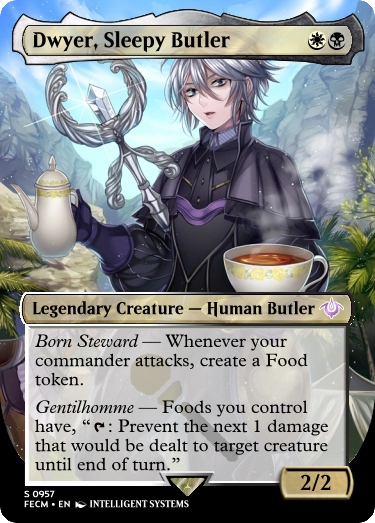 Dwyer, Sleepy Butler
Legendary Creature — Human Butler
Born Steward — Whenever your
commander attacks, create a Food
token.
Gentilhomme — Foods you control
have, “: Prevent the next 1 damage
that would be dealt to target creature
until end of turn.”
2/2
S 0957
FECM • EN INTELLIGENT SYSTEMS